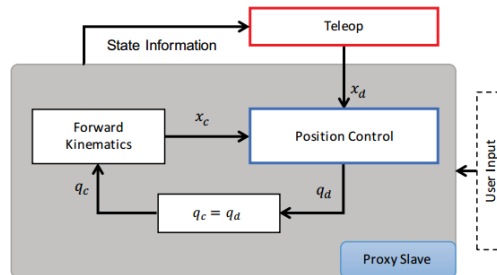 Teleop
State Information
x_d
x_c
Forward
Kinematics
Position Control
q_c
q_d
q_c = q_d
User Input
Proxy Slave